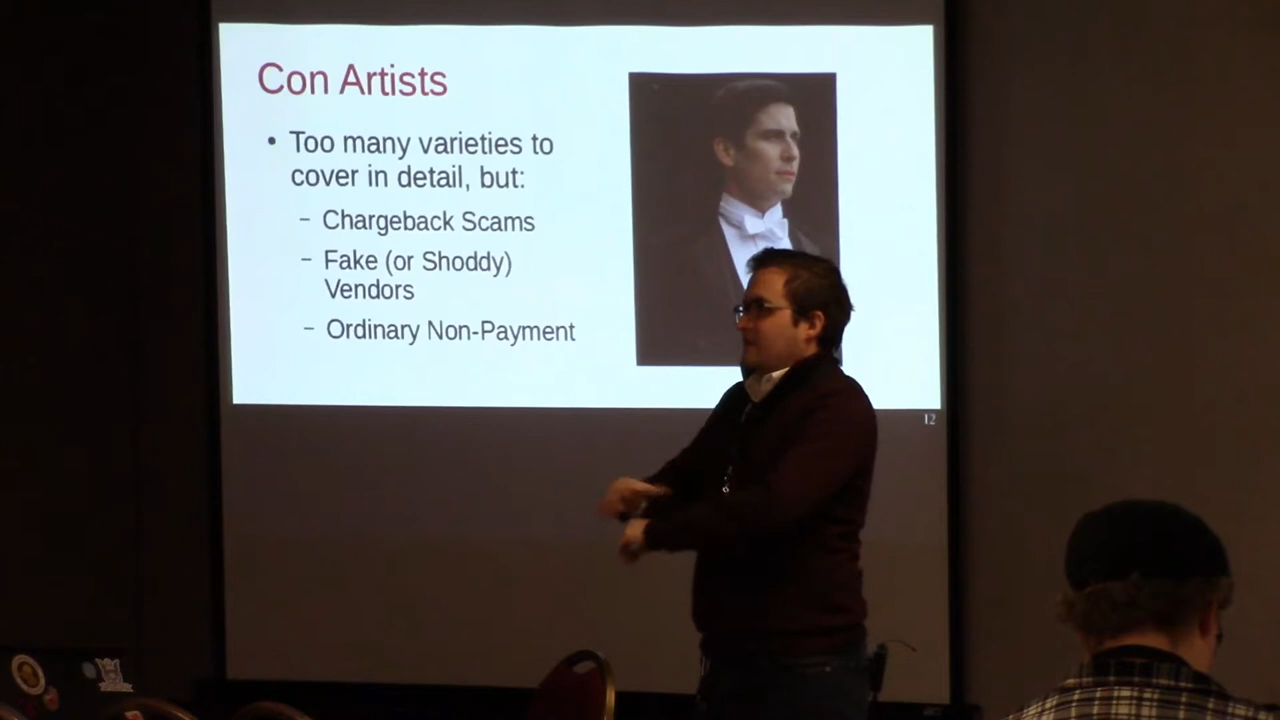 Con Artists
• Too many varieties to
cover in detail, but:
– Chargeback Scams
– Fake (or Shoddy)
Vendors
– Ordinary Non-Payment
12